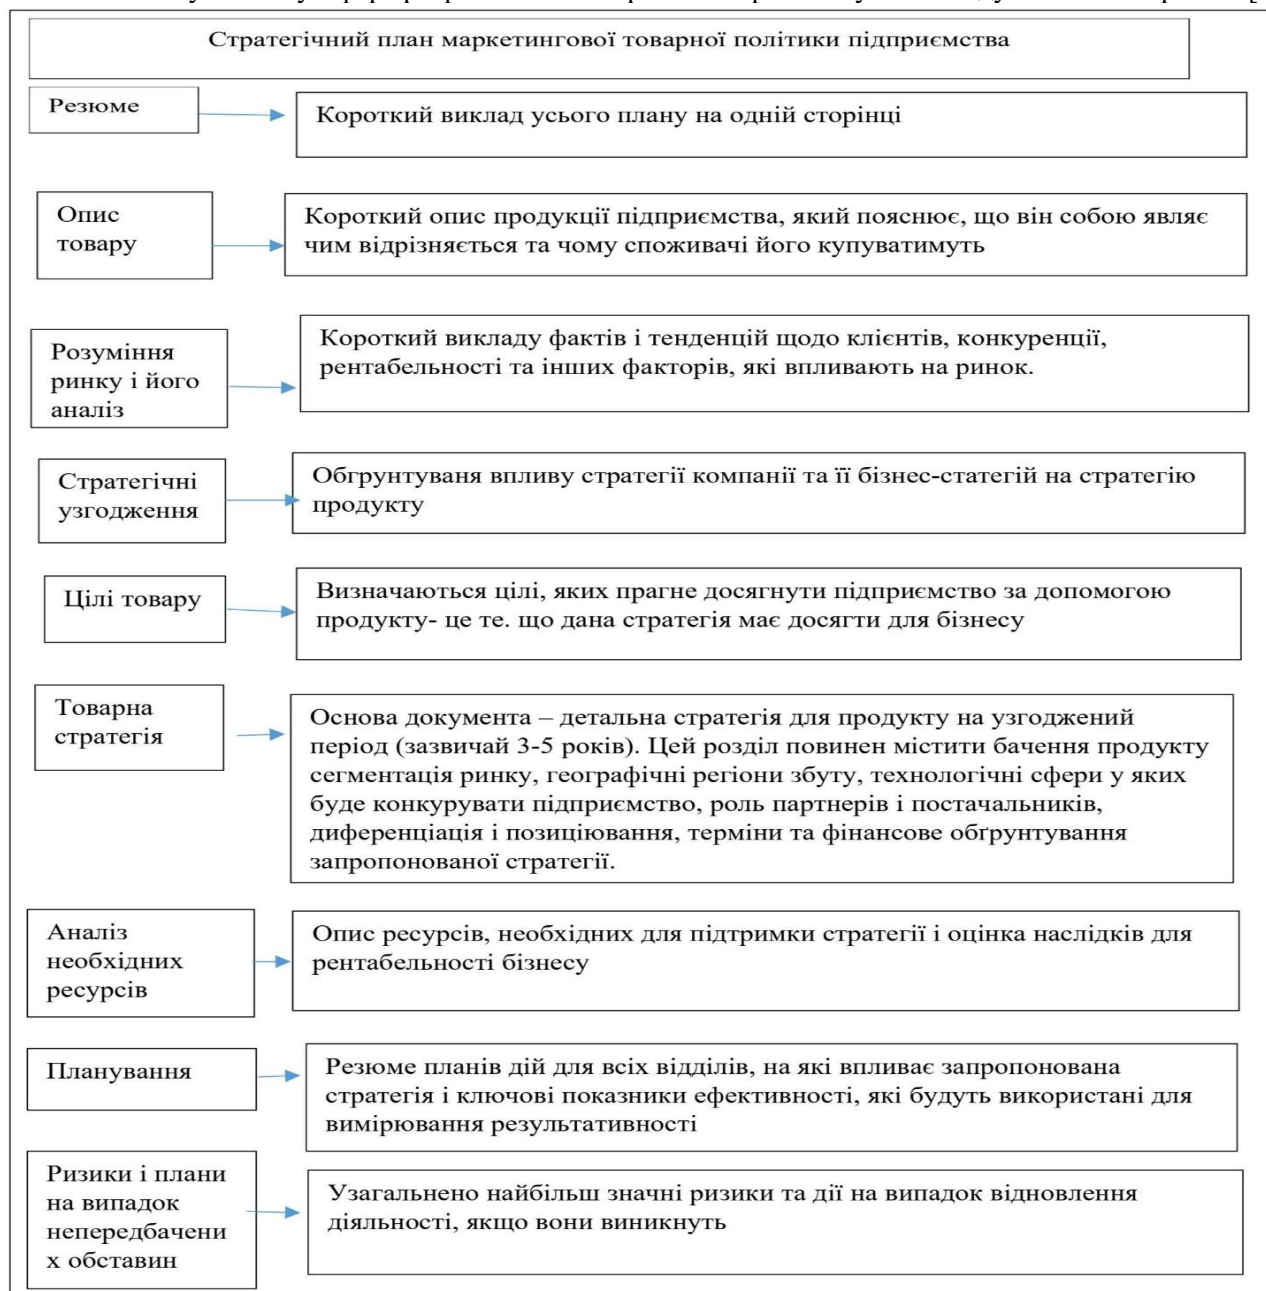 Стратегічний план маркетингової товарної політики підприємства
Резюме
Короткий виклад усього плану на одній сторінці
Опис
товару
Короткий опис продукції підприємства, який пояснює, що він собою являє
чим відрізняється та чому споживачі його купуватимуть
Розуміння
ринку і його
аналіз
Короткий викладу фактів і тенденцій щодо клієнтів, конкуренції,
рентабельності та інших факторів, які впливають на ринок.
Стратегічні
узгодження
Обгрунтуваня впливу стратегії компанії та її бізнес-статегій на стратегію
продукту
Цілі товару
Визначаються цілі, яких прагне досягнути підприємство за допомогою
продукту- це те. що дана стратегія має досягти для бізнесу
Товарна
стратегія
Основа документа – детальна стратегія для продукту на узгоджений
період (зазвичай 3-5 років). Цей розділ повинен містити бачення продукту
сегментація ринку, географічні регіони збуту, технологічні сфери у яких
буде конкурувати підприємство, роль партнерів і постачальників,
диференціація і позиціювання, терміни та фінансове обґрунтування
запропонованої стратегії.
Аналіз
необхідних
ресурсів
Опис ресурсів, необхідних для підтримки стратегії і оцінка наслідків для
рентабельності бізнесу
Планування
Резюме планів дій для всіх відділів, на які впливає запропонована
стратегія і ключові показники ефективності, які будуть використані для
вимірювання результативності
Ризики і плани
на випадок
непередбачени
х обставин
Узагальнено найбільш значні ризики та дії на випадок відновлення
діяльності, якщо вони виникнуть